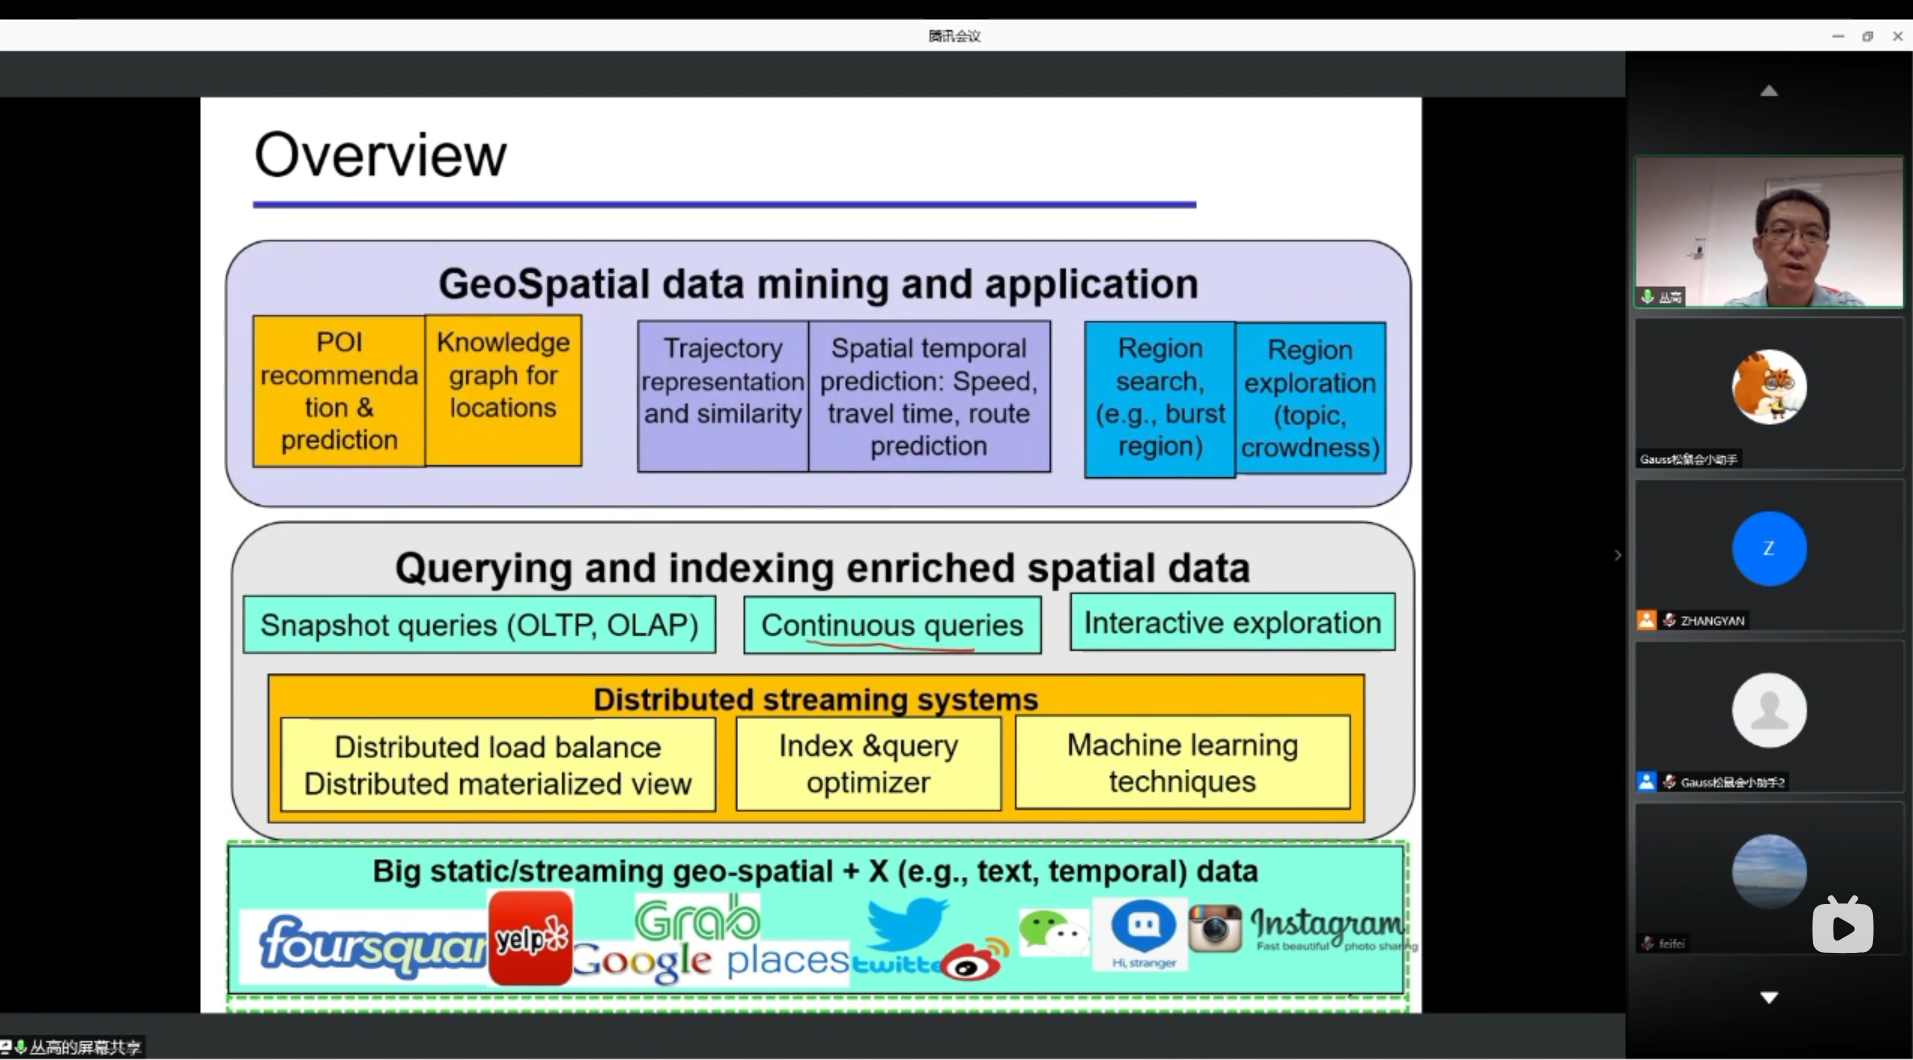 腾讯会议
Overview
GeoSpatial data mining and application
POI
recommenda
tion &
prediction
Knowledge
graph for
locations
Trajectory
representation
and similarity
Spatial temporal
prediction: Speed,
travel time, route
prediction
Region
search,
(e.g., burst
region)
Region
exploration
(topic,
crowdness)
Querying and indexing enriched spatial data
Snapshot queries (OLTP, OLAP)
Continuous queries
Interactive exploration
Distributed streaming systems
Distributed load balance
Distributed materialized view
Index &query
optimizer
Machine learning
techniques
Big static/streaming geo-spatial + X (e.g., text, temporal) data
foursquar
yelp
Grab
Google places
twitte
Hi, stranger
Instagram
Fast beautiful photo sharing
丛高
Gauss松鼠会小助手
Z
ZHANGYAN
Gauss松鼠会小助手2
feifei
丛高的屏幕共享